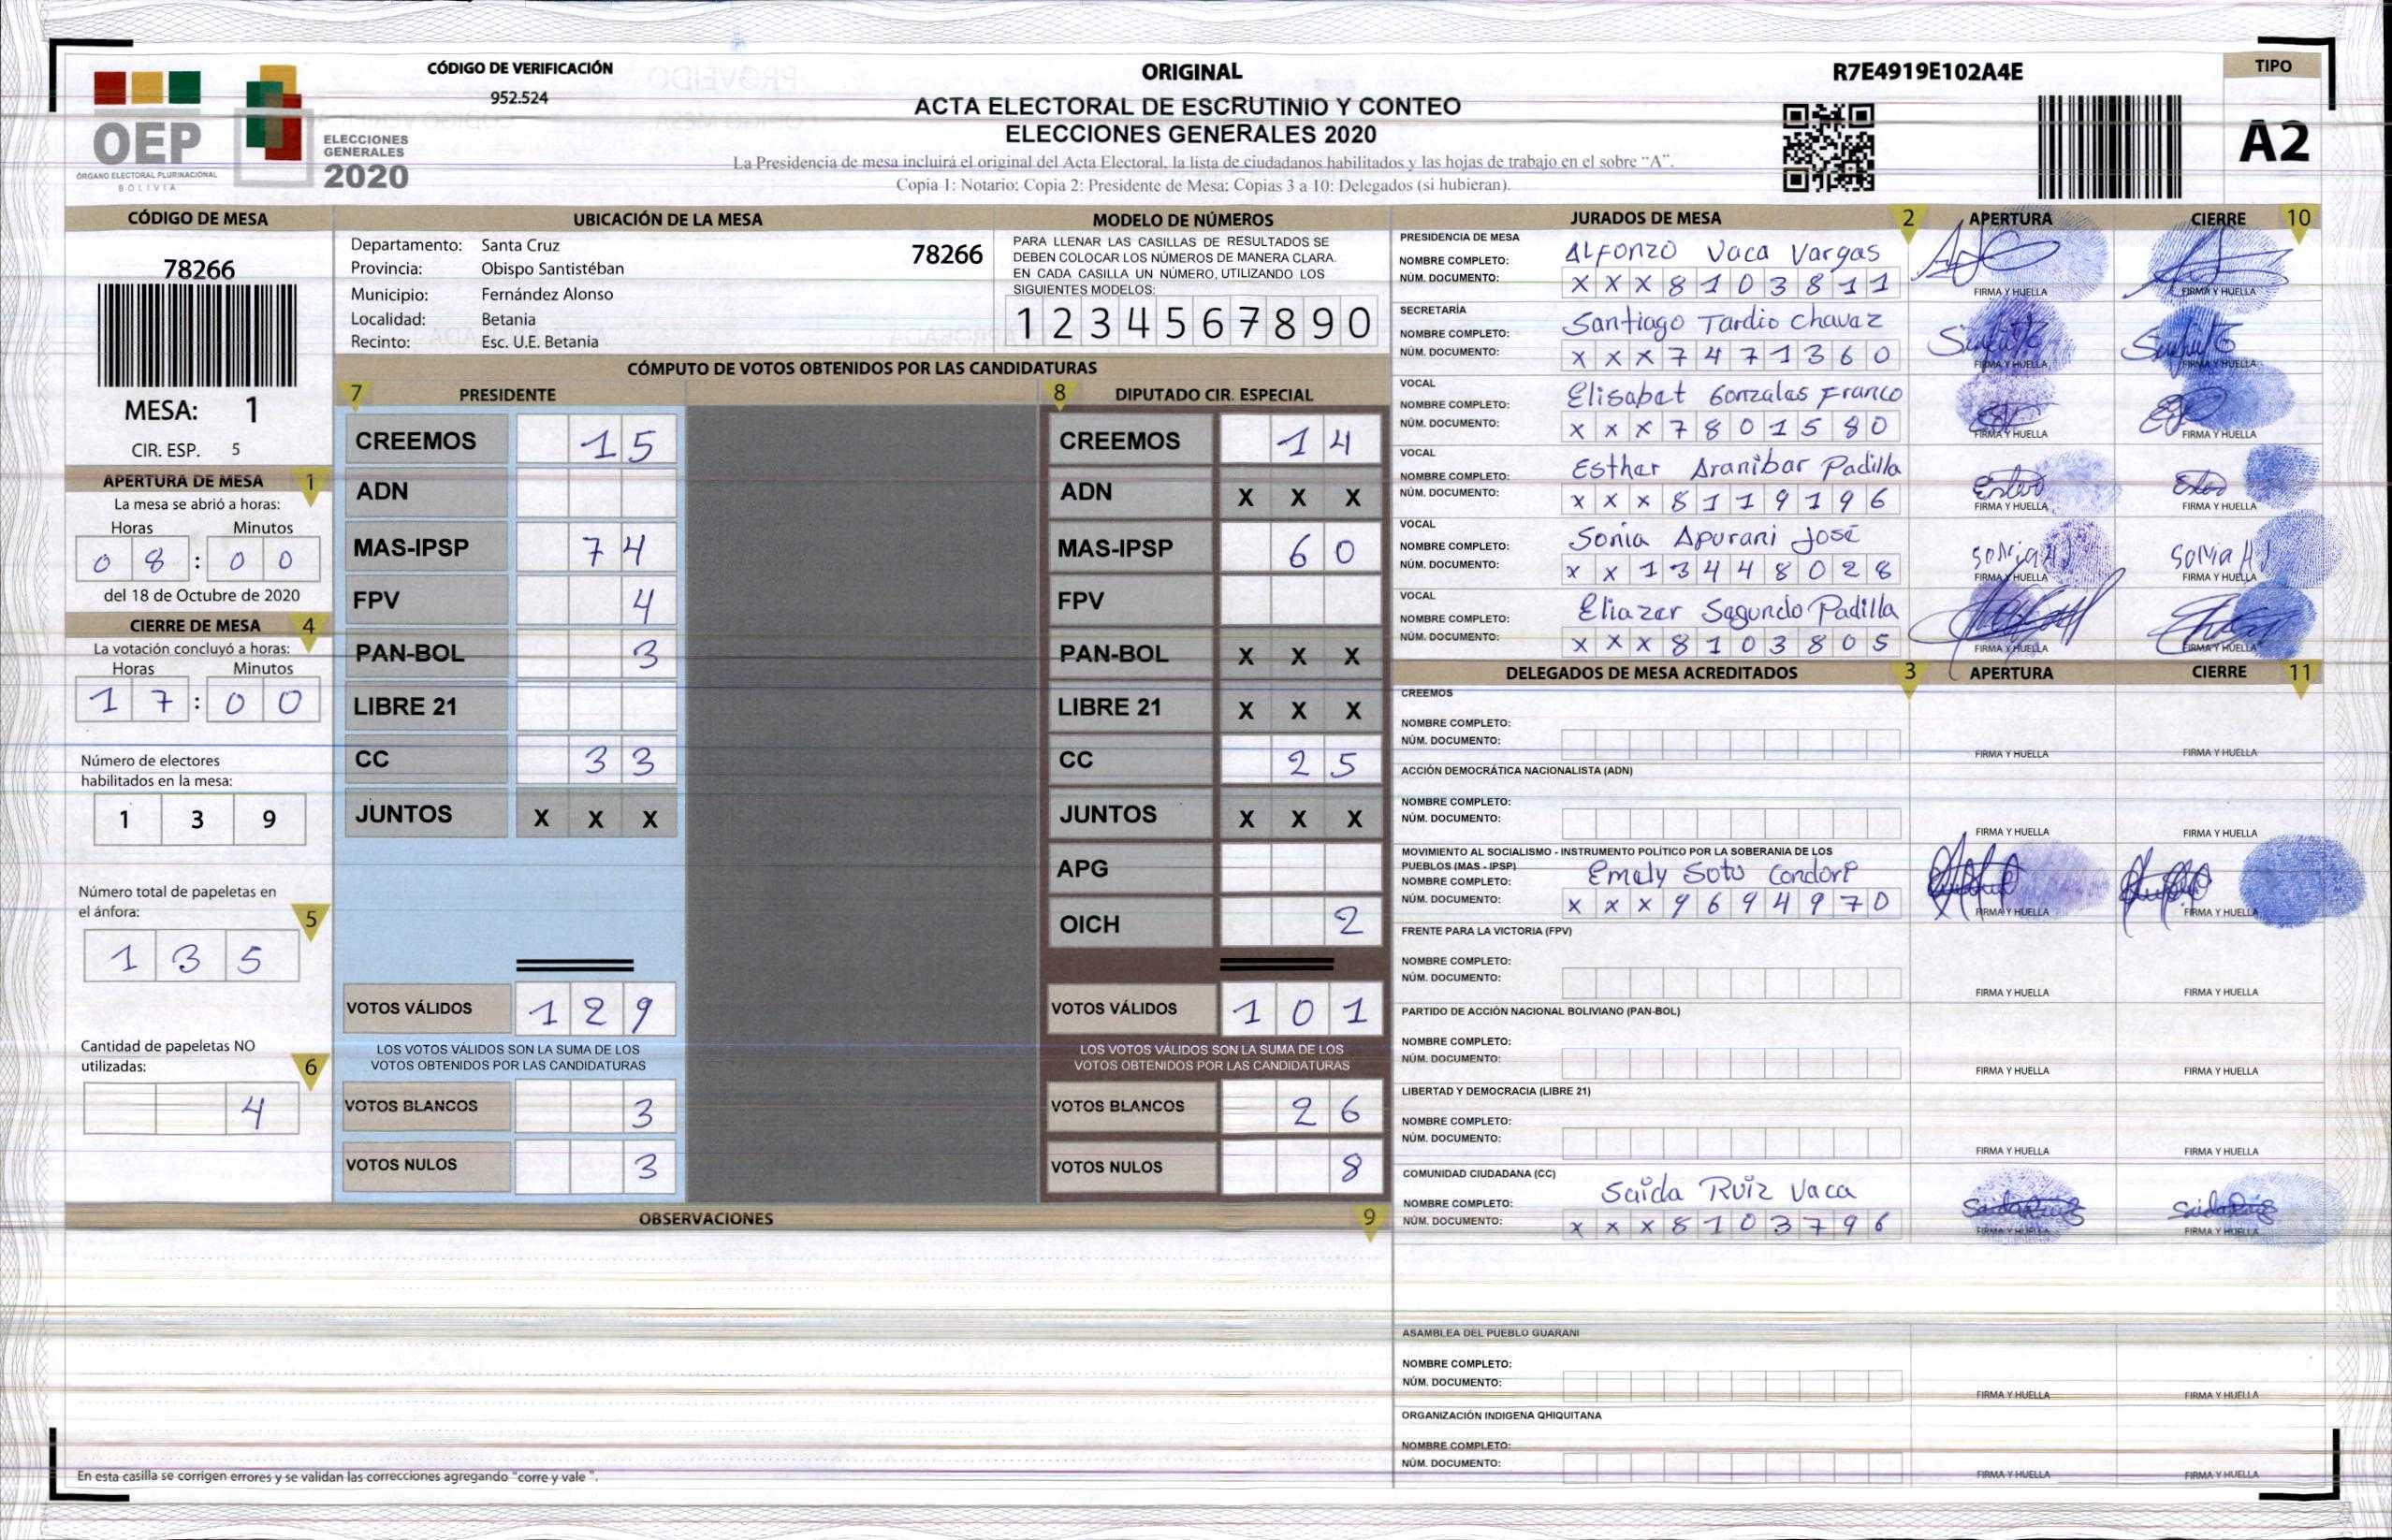 OEP
ÓRGANO ELECTORAL PLURINACIONAL
BOLIVIA
ELECCIONES
GENERALES
2020
CÓDIGO DE VERIFICACIÓN
952.524
ORIGINAL
ACTA ELECTORAL DE ESCRUTINIO Y CONTEO
ELECCIONES GENERALES 2020
La Presidencia de mesa incluirá el original del Acta Electoral, la lista de ciudadanos habilitados y las hojas de trabajo en el sobre “A”.
Copia 1: Notario: Copia 2: Presidente de Mesa: Copias 3 a 10: Delegados (si hubieran).
R7E4919E102A4E
TIPO
A2
CÓDIGO DE MESA
78266
MESA: 1
CIR. ESP. 5
APERTURA DE MESA 1
La mesa se abrió a horas:
Horas Minutos
0 8 : 0 0
del 18 de Octubre de 2020
CIERRE DE MESA 4
La votación concluyó a horas:
Horas Minutos
1 7 : 0 0
Número de electores
habilitados en la mesa:
1 3 9
Número total de papeletas en
el ánfora: 5
1 3 5
Cantidad de papeletas NO
utilizadas: 6
4
UBICACIÓN DE LA MESA
Departamento: Santa Cruz 78266
Provincia: Obispo Santistéban
Municipio: Fernández Alonso
Localidad: Betania
Recinto: Esc. U.E. Betania
MODELO DE NÚMEROS
PARA LLENAR LAS CASILLAS DE RESULTADOS SE
DEBEN COLOCAR LOS NÚMEROS DE MANERA CLARA.
EN CADA CASILLA UN NÚMERO, UTILIZANDO LOS
SIGUIENTES MODELOS:
1 2 3 4 5 6 7 8 9 0
CÓMPUTO DE VOTOS OBTENIDOS POR LAS CANDIDATURAS
7 PRESIDENTE
CREEMOS 1 5
ADN
MAS-IPSP 7 4
FPV 4
PAN-BOL 3
LIBRE 21
CC 3 3
JUNTOS X X X
VOTOS VÁLIDOS 1 2 9
LOS VOTOS VÁLIDOS SON LA SUMA DE LOS
VOTOS OBTENIDOS POR LAS CANDIDATURAS
VOTOS BLANCOS 3
VOTOS NULOS 3
8 DIPUTADO CIR. ESPECIAL
CREEMOS 1 4
ADN X X X
MAS-IPSP 6 0
FPV
PAN-BOL X X X
LIBRE 21 X X X
CC 2 5
JUNTOS X X X
APG
OICH 2
VOTOS VÁLIDOS 1 0 1
LOS VOTOS VÁLIDOS SON LA SUMA DE LOS
VOTOS OBTENIDOS POR LAS CANDIDATURAS
VOTOS BLANCOS 2 6
VOTOS NULOS 8
OBSERVACIONES 9
En esta casilla se corrigen errores y se validan las correcciones agregando "corre y vale ".
JURADOS DE MESA 2 APERTURA CIERRE 10
PRESIDENCIA DE MESA
NOMBRE COMPLETO: ALFONZO Vaca Vargas
NÚM. DOCUMENTO: X X X 8 1 0 3 8 1 1
FIRMA Y HUELLA FIRMA Y HUELLA
SECRETARÍA
NOMBRE COMPLETO: Santiago Tardio Chavez
NÚM. DOCUMENTO: X X X 7 4 7 1 3 6 0
FIRMA Y HUELLA FIRMA Y HUELLA
VOCAL
NOMBRE COMPLETO: Elisabet Gonzalas Franco
NÚM. DOCUMENTO: X X X 7 8 0 1 5 8 0
FIRMA Y HUELLA FIRMA Y HUELLA
VOCAL
NOMBRE COMPLETO: Esther Aranibar Padilla
NÚM. DOCUMENTO: X X X 8 1 1 9 1 9 6
FIRMA Y HUELLA FIRMA Y HUELLA
VOCAL
NOMBRE COMPLETO: Sonia Apurani José
NÚM. DOCUMENTO: X X 1 3 4 4 8 0 2 8
FIRMA Y HUELLA FIRMA Y HUELLA
VOCAL
NOMBRE COMPLETO: Eliazer Segundo Padilla
NÚM. DOCUMENTO: X X X 8 1 0 3 8 0 5
FIRMA Y HUELLA FIRMA Y HUELLA
DELEGADOS DE MESA ACREDITADOS 3 APERTURA CIERRE 11
CREEMOS
NOMBRE COMPLETO:
NÚM. DOCUMENTO:
FIRMA Y HUELLA FIRMA Y HUELLA
ACCIÓN DEMOCRÁTICA NACIONALISTA (ADN)
NOMBRE COMPLETO:
NÚM. DOCUMENTO:
FIRMA Y HUELLA FIRMA Y HUELLA
MOVIMIENTO AL SOCIALISMO - INSTRUMENTO POLÍTICO POR LA SOBERANIA DE LOS
PUEBLOS (MAS - IPSP)
NOMBRE COMPLETO: Emely Soto Condori
NÚM. DOCUMENTO: X X X 9 6 9 4 9 7 0
FIRMA Y HUELLA FIRMA Y HUELLA
FRENTE PARA LA VICTORIA (FPV)
NOMBRE COMPLETO:
NÚM. DOCUMENTO:
FIRMA Y HUELLA FIRMA Y HUELLA
PARTIDO DE ACCIÓN NACIONAL BOLIVIANO (PAN-BOL)
NOMBRE COMPLETO:
NÚM. DOCUMENTO:
FIRMA Y HUELLA FIRMA Y HUELLA
LIBERTAD Y DEMOCRACIA (LIBRE 21)
NOMBRE COMPLETO:
NÚM. DOCUMENTO:
FIRMA Y HUELLA FIRMA Y HUELLA
COMUNIDAD CIUDADANA (CC)
NOMBRE COMPLETO: Saida Ruiz Vaca
NÚM. DOCUMENTO: X X X 8 1 0 3 7 9 6
FIRMA Y HUELLA FIRMA Y HUELLA
ASAMBLEA DEL PUEBLO GUARANI
NOMBRE COMPLETO:
NÚM. DOCUMENTO:
FIRMA Y HUELLA FIRMA Y HUELLA
ORGANIZACIÓN INDIGENA QHIQUITANA
NOMBRE COMPLETO:
NÚM. DOCUMENTO:
FIRMA Y HUELLA FIRMA Y HUELLA